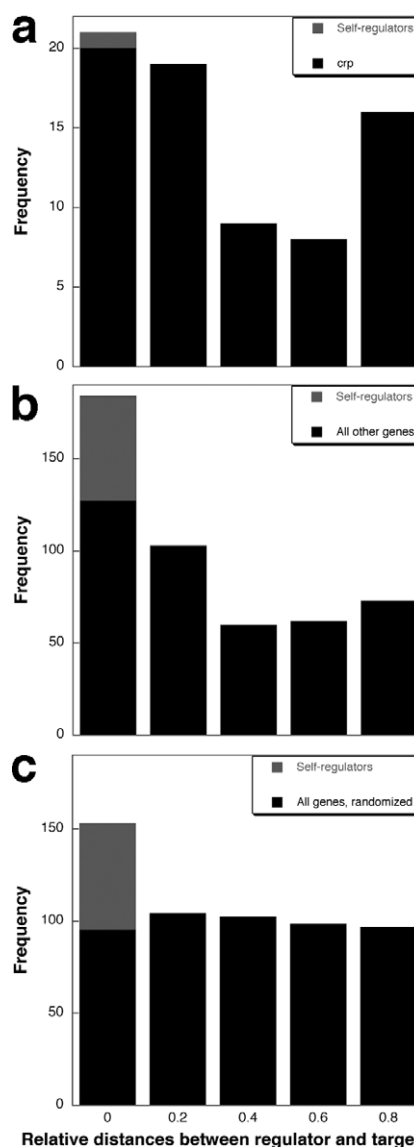 a
Self-regulators
crp
20
15
10
5
0
Frequency
b
Self-regulators
All other genes
150
100
50
0
Frequency
c
Self-regulators
All genes, randomized
150
100
50
0
Frequency
0 0.2 0.4 0.6 0.8
Relative distances between regulator and target